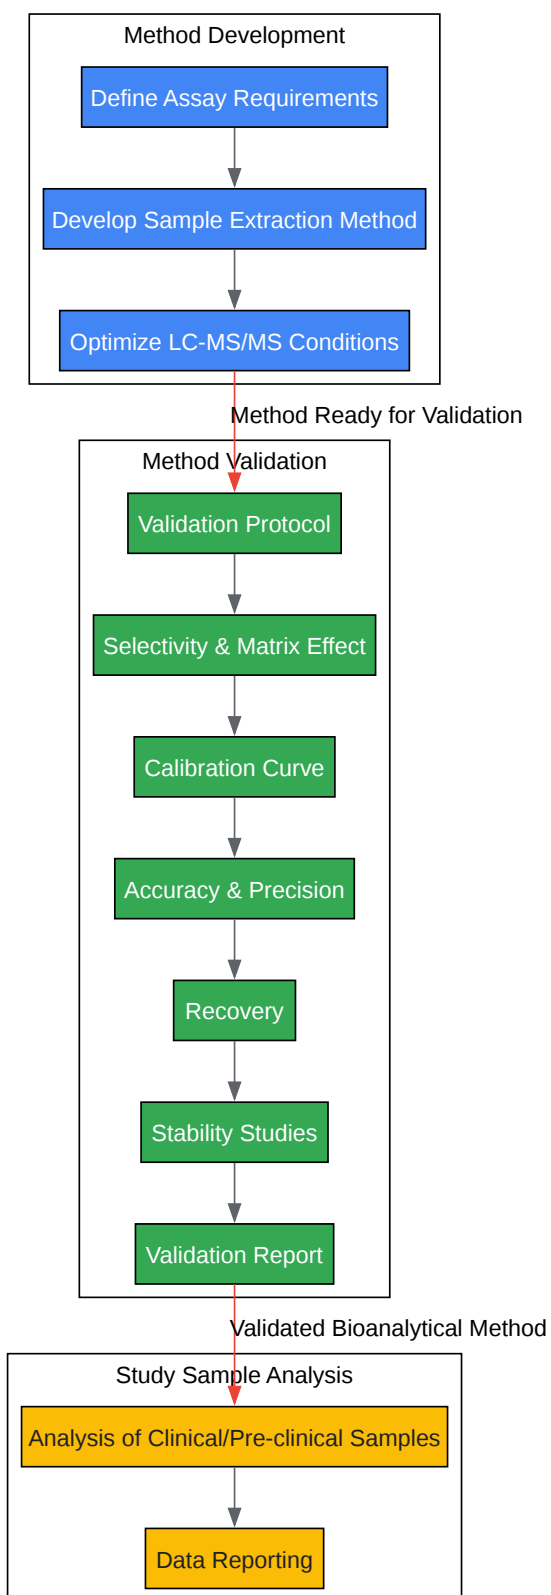 Method Development
Define Assay Requirements
Develop Sample Extraction Method
Optimize LC-MS/MS Conditions
Method Ready for Validation
Method Validation
Validation Protocol
Selectivity & Matrix Effect
Calibration Curve
Accuracy & Precision
Recovery
Stability Studies
Validation Report
Validated Bioanalytical Method
Study Sample Analysis
Analysis of Clinical/Pre-clinical Samples
Data Reporting